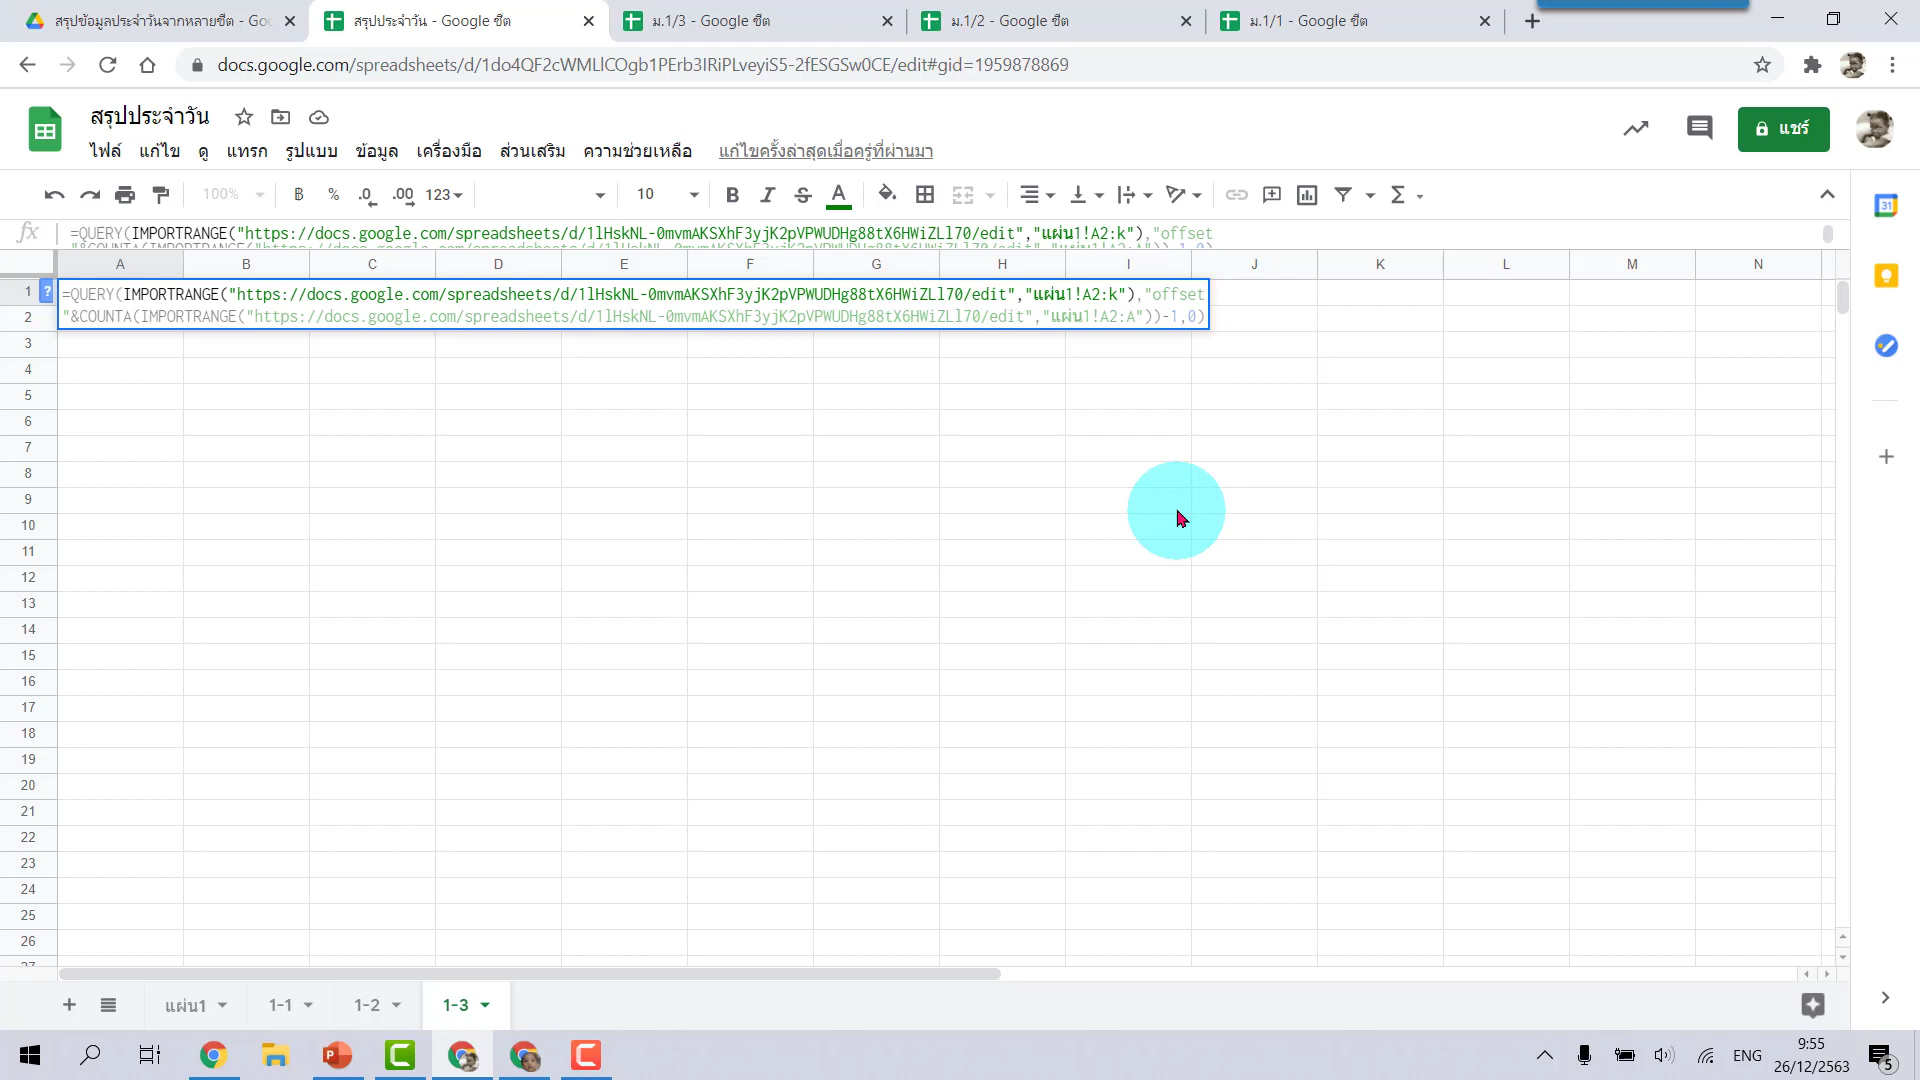 สรุปข้อมูลประจำวันจากหลายชีต - Goo
สรุปประจำวัน - Google ชีต
ม.1/3 - Google ชีต
ม.1/2 - Google ชีต
ม.1/1 - Google ชีต
docs.google.com/spreadsheets/d/1do4QF2cWMLlCOgb1PErb3IRiPLveyiS5-2fESGSw0CE/edit#gid=1959878869
สรุปประจำวัน
ไฟล์ แก้ไข ดู แทรก รูปแบบ ข้อมูล เครื่องมือ ส่วนเสริม ความช่วยเหลือ แก้ไขครั้งล่าสุดเมื่อครู่ที่ผ่านมา
แชร์
100% ฿ % .0 .00 123 10 B I S A
fx =QUERY(IMPORTRANGE("https://docs.google.com/spreadsheets/d/1lHskNL-0mvmAKSXhF3yjK2pVPWUDHg88tX6HWiZLl70/edit","แผ่น1!A2:k"),"offset
A B C D E F G H I J K L M N
1 ? =QUERY(IMPORTRANGE("https://docs.google.com/spreadsheets/d/1lHskNL-0mvmAKSXhF3yjK2pVPWUDHg88tX6HWiZLl70/edit","แผ่น1!A2:k"),"offset
2 "&COUNTA(IMPORTRANGE("https://docs.google.com/spreadsheets/d/1lHskNL-0mvmAKSXhF3yjK2pVPWUDHg88tX6HWiZLl70/edit","แผ่น1!A2:A"))-1,0)
3
4
5
6
7
8
9
10
11
12
13
14
15
16
17
18
19
20
21
22
23
24
25
26
27
แผ่น1 1-1 1-2 1-3
31
ENG
9:55
26/12/2563
5